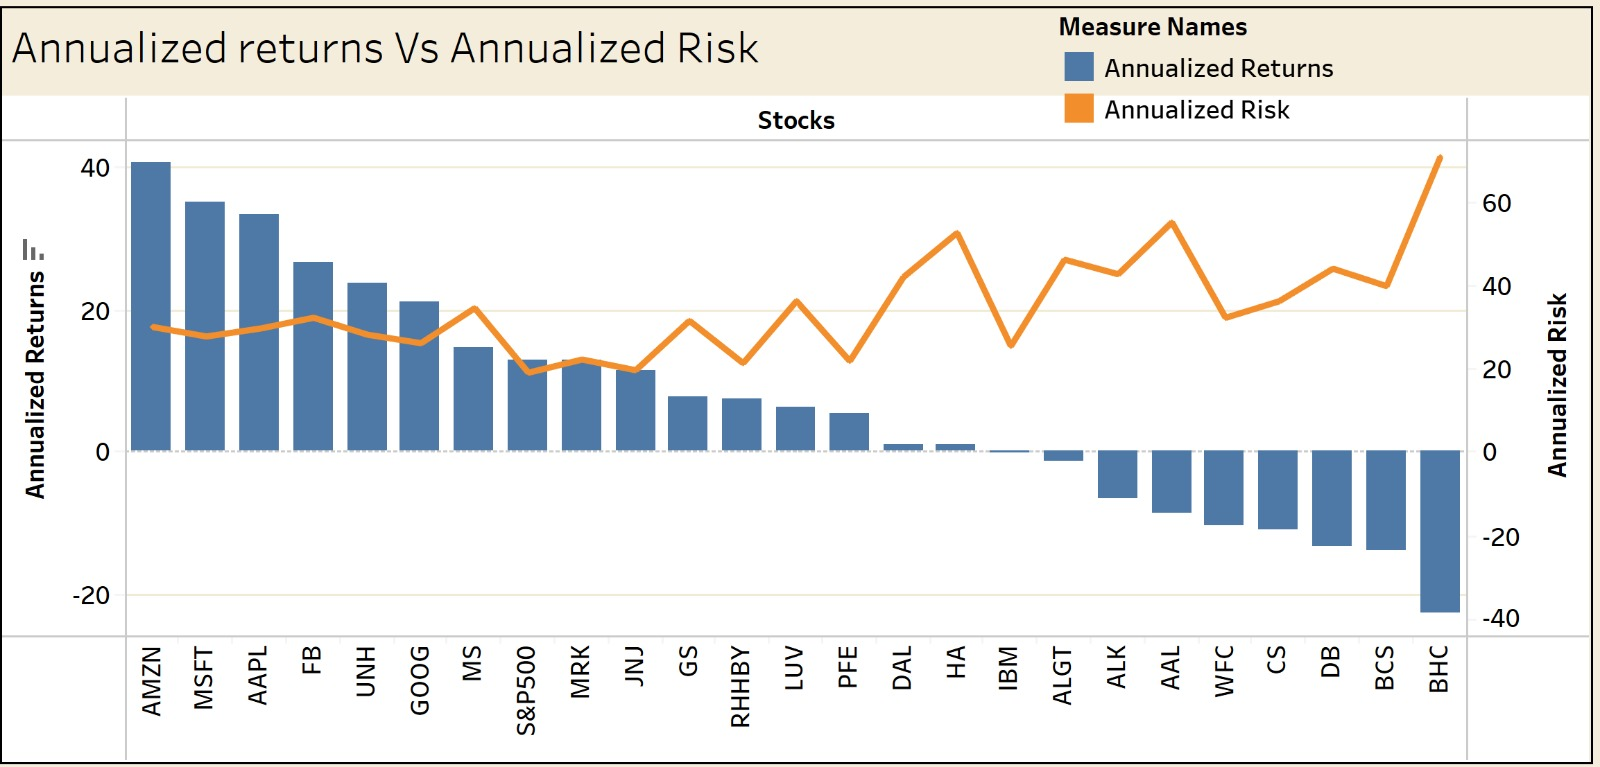 Annualized returns Vs Annualized Risk
Measure Names
Annualized Returns
Annualized Risk
Stocks
Annualized Returns
40
20
0
-20
60
40
20
0
-20
-40
Annualized Risk
AMZN
MSFT
AAPL
FB
UNH
GOOG
MS
S&P500
MRK
JNJ
GS
RHHBY
LUV
PFE
DAL
HA
IBM
ALGT
ALK
AAL
WFC
CS
DB
BCS
BHC